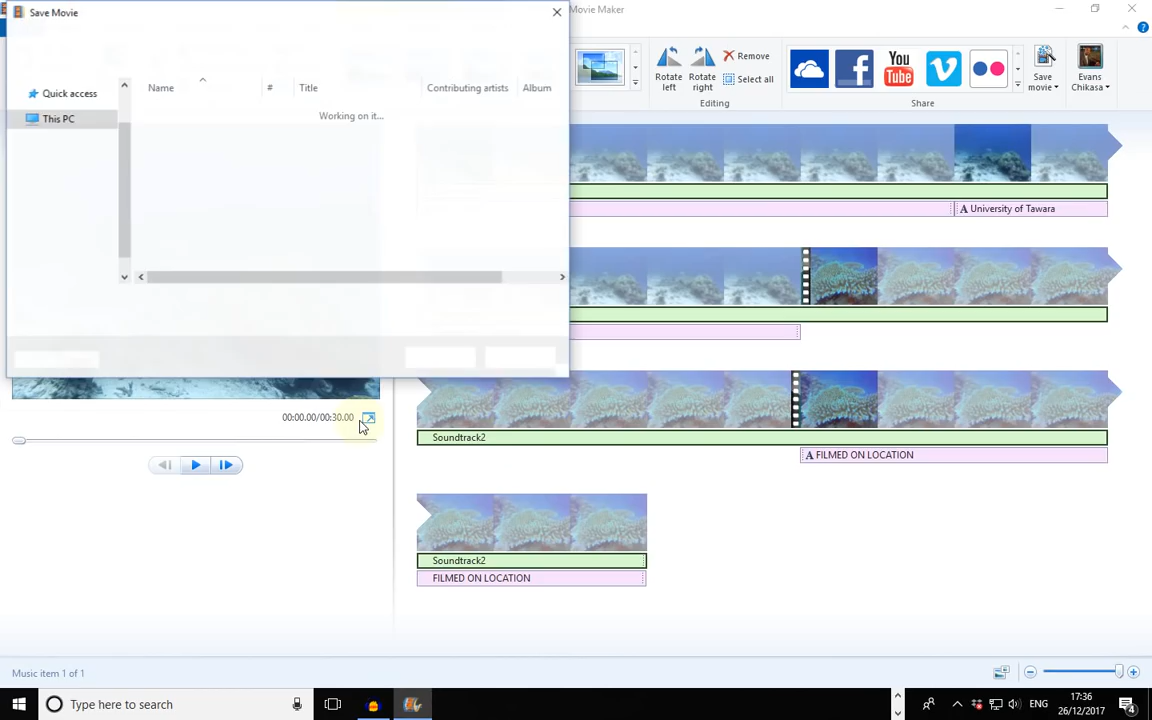 Save Movie
Movie Maker
Quick access
This PC
Name
#
Title
Contributing artists
Album
Working on it...
Rotate left
Rotate right
Remove
Select all
Editing
You Tube
Share
Save movie
Evans Chikasa
A University of Tawara
00:00.00/00:30.00
Soundtrack2
A FILMED ON LOCATION
Soundtrack2
FILMED ON LOCATION
Music item 1 of 1
Type here to search
ENG
17:36
26/12/2017
4